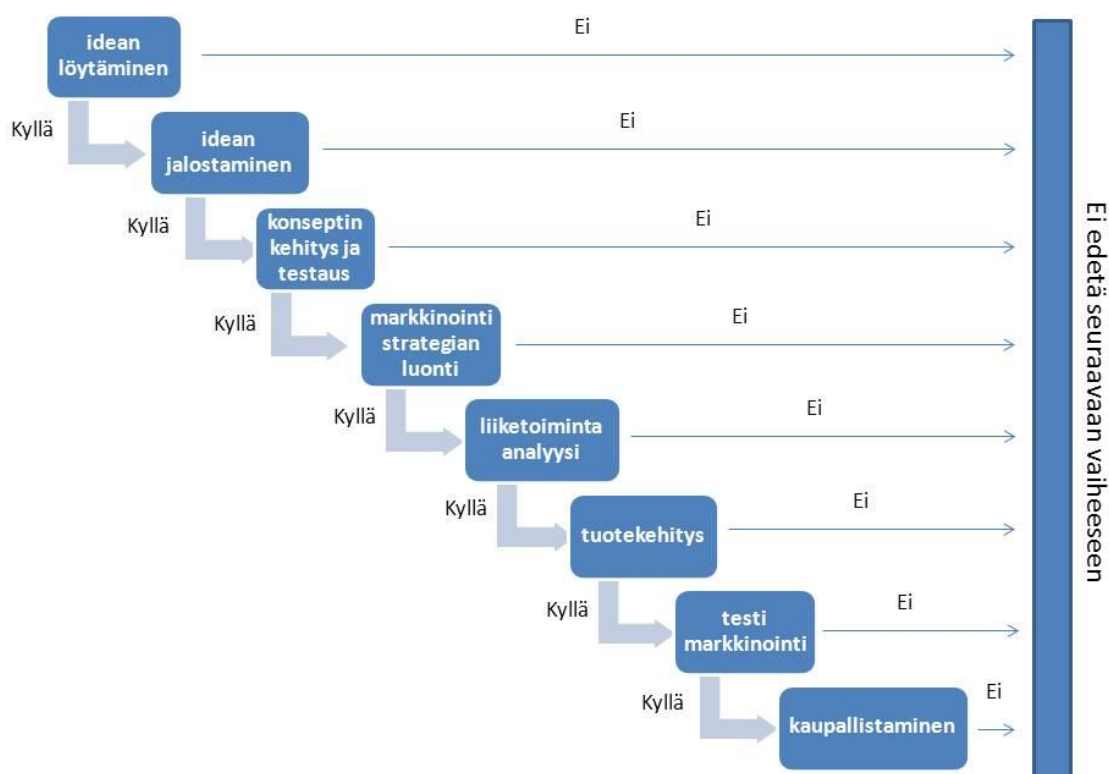 Ei
idean
löytäminen
Kyllä
Ei
idean
jalostaminen
Kyllä
Ei
konseptin
kehitys ja
testaus
Kyllä
Ei
markkinointi
strategian
luonti
Kyllä
Ei
liiketoiminta
analyysi
Kyllä
Ei
tuotekehitys
Kyllä
Ei
testi
markkinointi
Kyllä
Ei
kaupallistaminen
Ei edetä seuraavaan vaiheeseen